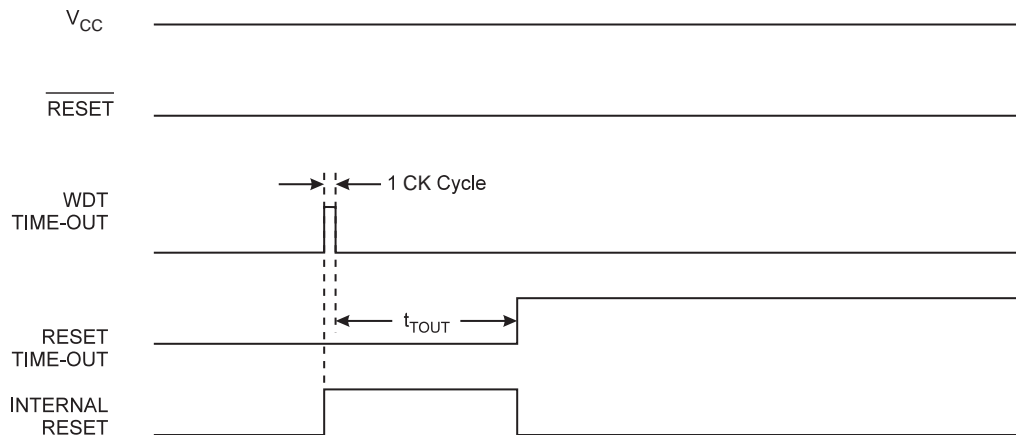 VCC
RESET
1 CK Cycle
WDT
TIME-OUT
tTOUT
RESET
TIME-OUT
INTERNAL
RESET